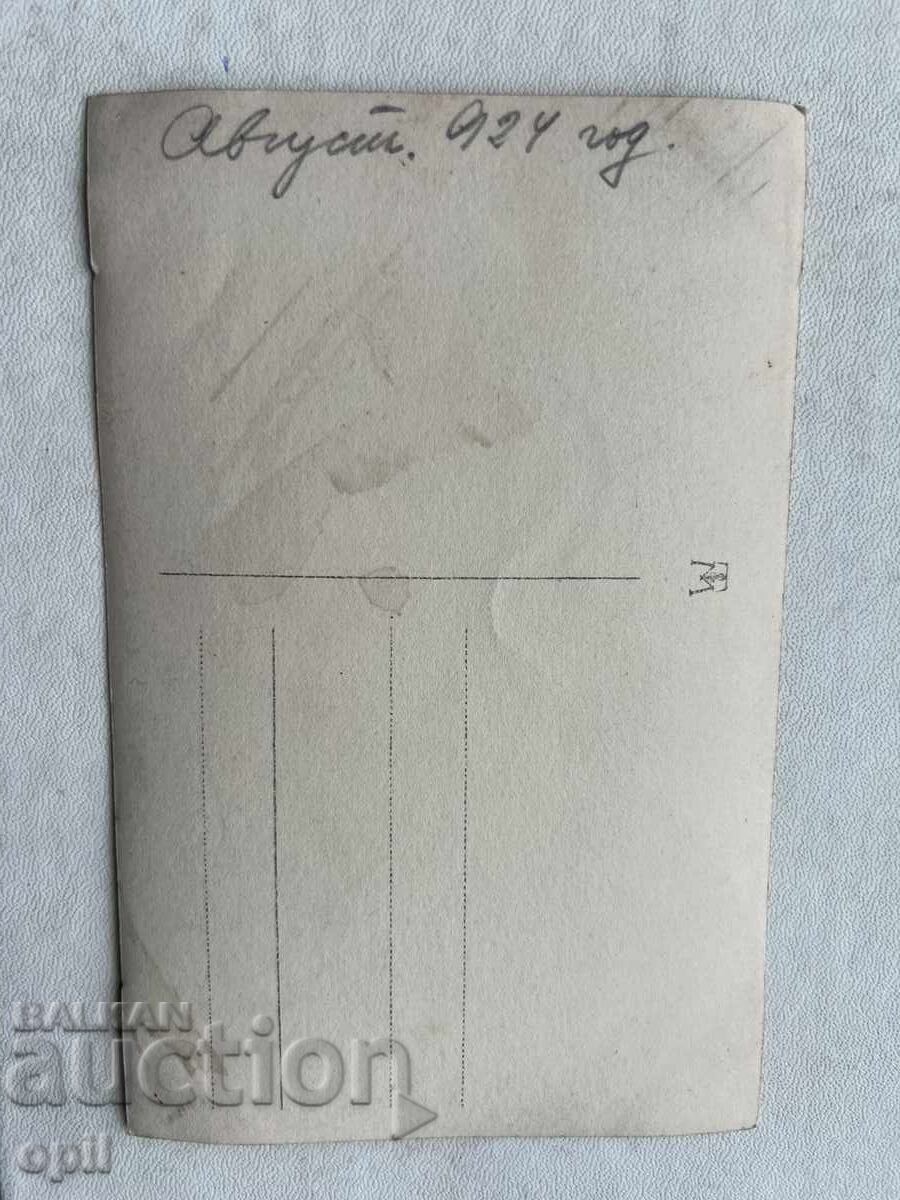 Август. 924 год.
BALKAN
auction
opil